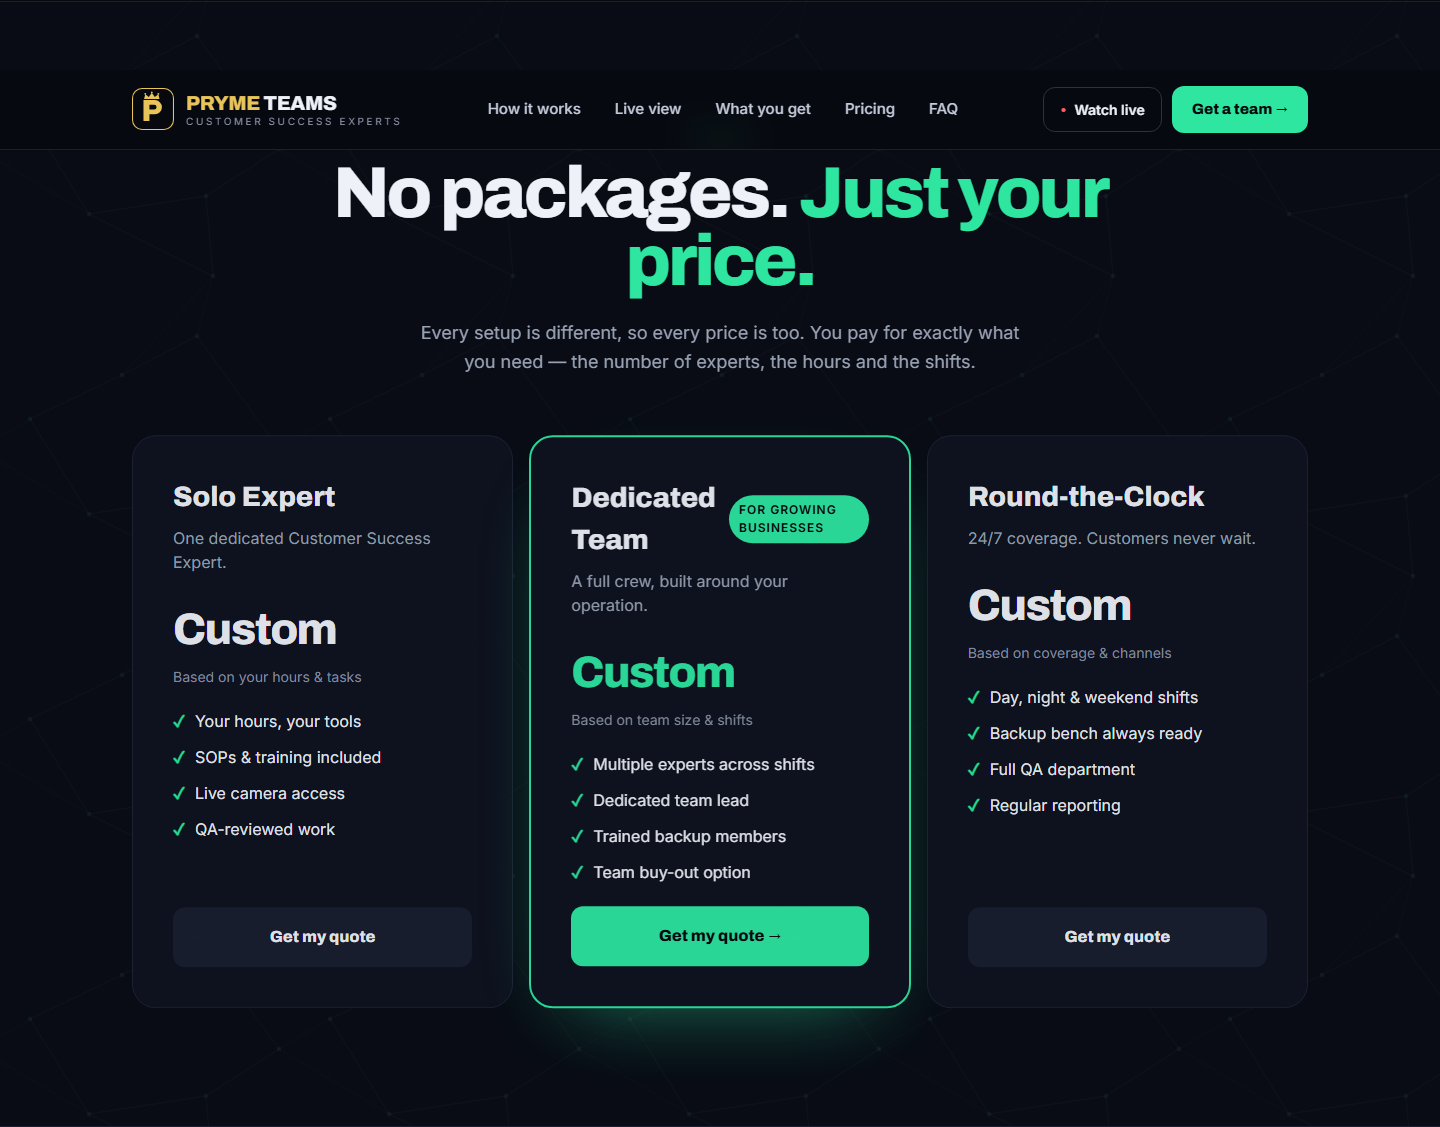 PRYME TEAMS
CUSTOMER SUCCESS EXPERTS
How it works
Live view
What you get
Pricing
FAQ
Watch live
Get a team →
No packages. Just your
price.
Every setup is different, so every price is too. You pay for exactly what
you need — the number of experts, the hours and the shifts.
Solo Expert
One dedicated Customer Success
Expert.
Custom
Based on your hours & tasks
✓ Your hours, your tools
✓ SOPs & training included
✓ Live camera access
✓ QA-reviewed work
Get my quote
Dedicated
Team
FOR GROWING
BUSINESSES
A full crew, built around your
operation.
Custom
Based on team size & shifts
✓ Multiple experts across shifts
✓ Dedicated team lead
✓ Trained backup members
✓ Team buy-out option
Get my quote →
Round-the-Clock
24/7 coverage. Customers never wait.
Custom
Based on coverage & channels
✓ Day, night & weekend shifts
✓ Backup bench always ready
✓ Full QA department
✓ Regular reporting
Get my quote